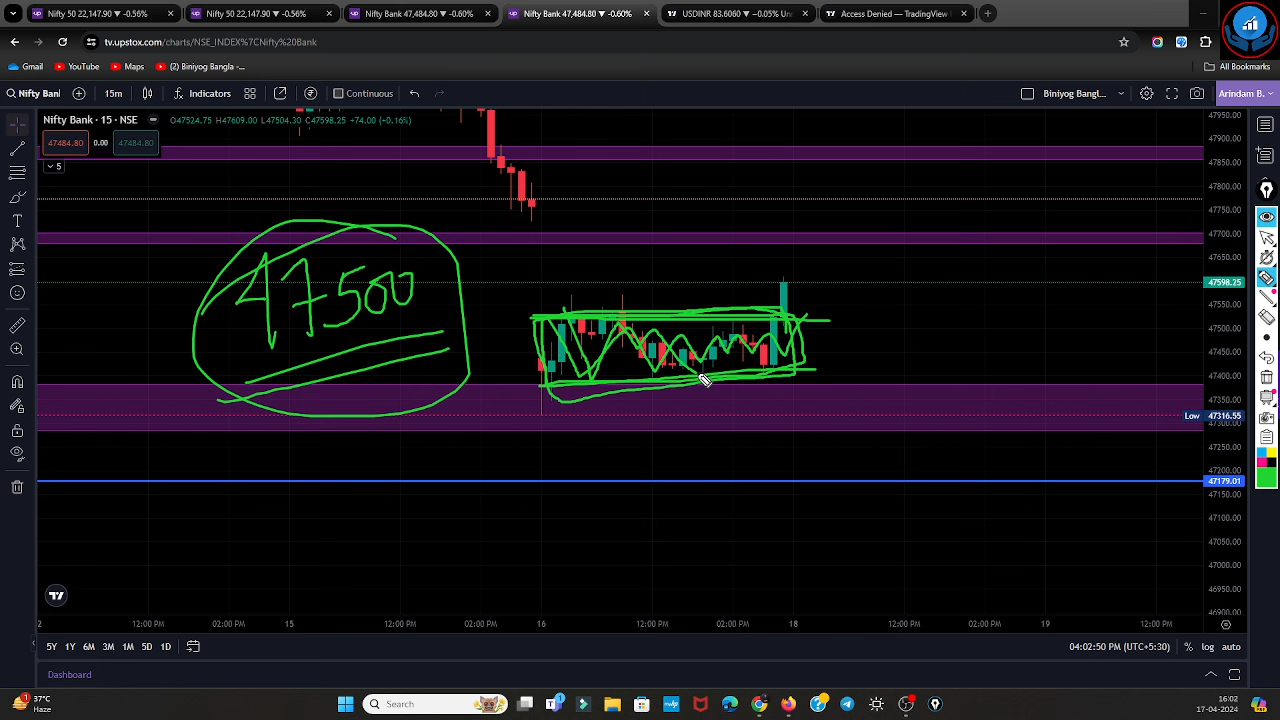 Nifty 50 22,147.90 ▼ -0.56%
Nifty 50 22,147.90 ▼ -0.56%
Nifty Bank 47,484.80 ▼ -0.60%
Nifty Bank 47,484.80 ▼ -0.60%
USDINR 83.6060 ▼ −0.05% Un
Access Denied — TradingView
tv.upstox.com/charts/NSE_INDEX%7CNifty%20Bank
Gmail
YouTube
Maps
(2) Biniyog Bangla -...
All Bookmarks
Nifty Ban
15m
Indicators
Continuous
Biniyog Bangl...
Arindam B.
Nifty Bank · 15 · NSE
O47524.75 H47609.00 L47504.30 C47598.25 +74.00 (+0.16%)
47484.80
0.00
47484.80
5
47500
47950.00
47900.00
47850.00
47800.00
47750.00
47700.00
47650.00
47598.25
47550.00
47500.00
47450.00
47400.00
47350.00
Low 47316.55
47300.00
47250.00
47200.00
47179.01
47150.00
47100.00
47050.00
47000.00
46950.00
46900.00
2
12:00 PM
02:00 PM
15
12:00 PM
02:00 PM
16
12:00 PM
02:00 PM
18
12:00 PM
02:00 PM
19
12:00 PM
5Y 1Y 6M 3M 1M 5D 1D
04:02:50 PM (UTC+5:30)
% log auto
Dashboard
1
37°C
Haze
Search
16:02
17-04-2024